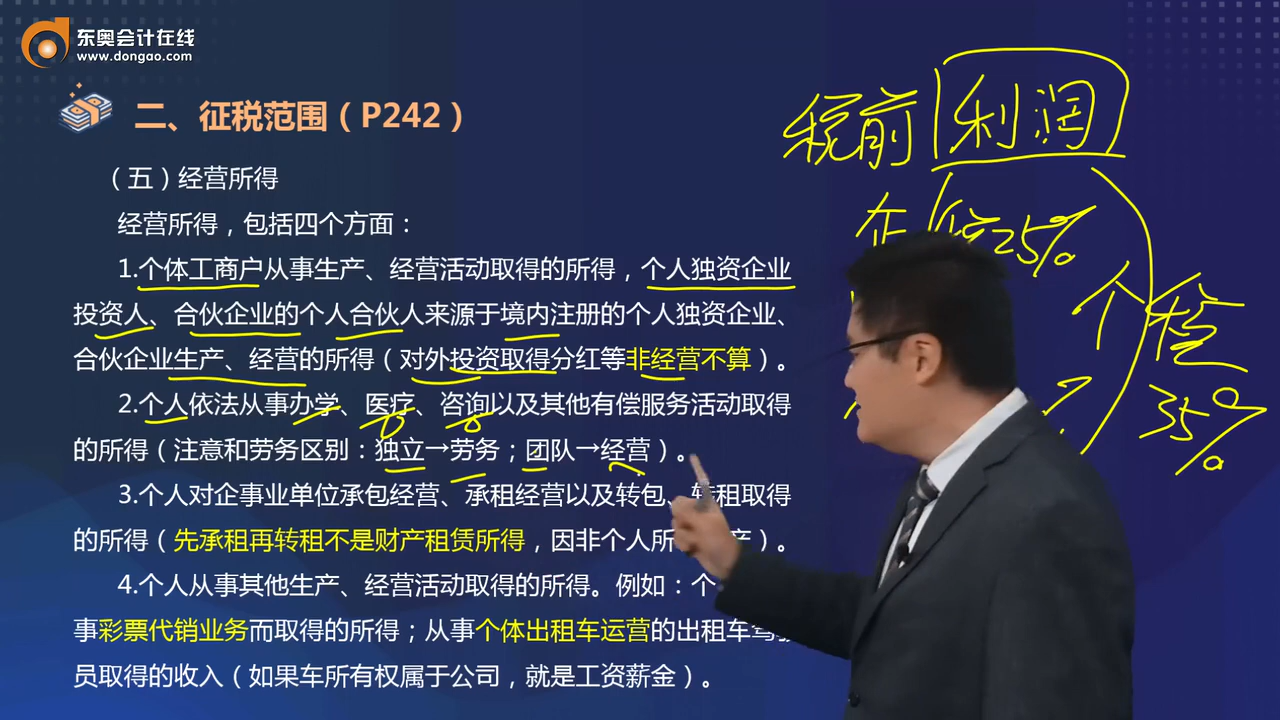 东奥会计在线
www.dongao.com
二、征税范围（P242）
税前利润
（五）经营所得
经营所得，包括四个方面：
25%
1.个体工商户从事生产、经营活动取得的所得，个人独资企业
投资人、合伙企业的个人合伙人来源于境内注册的个人独资企业、
个税
合伙企业生产、经营的所得（对外投资取得分红等非经营不算）。
35%
?
2.个人依法从事办学、医疗、咨询以及其他有偿服务活动取得
的所得（注意和劳务区别：独立→劳务；团队→经营）。
3.个人对企事业单位承包经营、承租经营以及转包、转租取得
的所得（先承租再转租不是财产租赁所得，因非个人所 产）。
4.个人从事其他生产、经营活动取得的所得。例如：个
事彩票代销业务而取得的所得；从事个体出租车运营的出租车驾
员取得的收入（如果车所有权属于公司，就是工资薪金）。